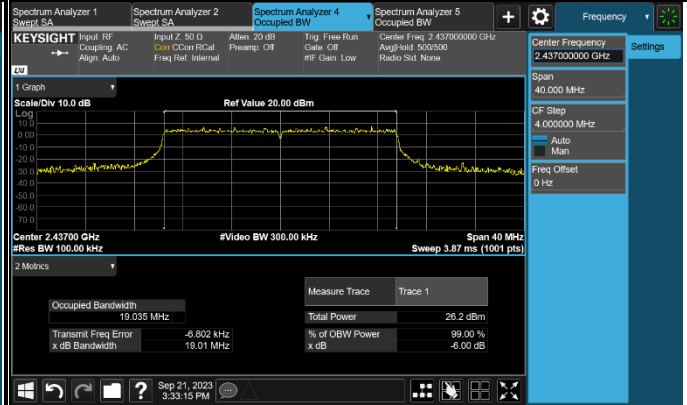 Spectrum Analyzer 1
Swept SA
Spectrum Analyzer 2
Swept SA
Spectrum Analyzer 4
Occupied BW
Spectrum Analyzer 5
Occupied BW
+
Frequency
KEYSIGHT
Input: RF
Coupling: AC
Align: Auto
Input Z: 50 Ω
Corr CCorr RCal
Freq Ref: Internal
Atten: 20 dB
Preamp: Off
Trig: Free Run
Gate: Off
#IF Gain: Low
Center Freq: 2.437000000 GHz
Avg|Hold: 500/500
Radio Std: None
LXI
Center Frequency
2.437000000 GHz
Settings
Span
40.000 MHz
CF Step
4.000000 MHz
Auto
Man
Freq Offset
0 Hz
1 Graph
Scale/Div 10.0 dB
Ref Value 20.00 dBm
Log
10.0
0.00
-10.0
-20.0
-30.0
-40.0
-50.0
-60.0
-70.0
Center 2.43700 GHz
#Res BW 100.00 kHz
#Video BW 300.00 kHz
Span 40 MHz
Sweep 3.87 ms (1001 pts)
2 Metrics
Measure Trace
Trace 1
Occupied Bandwidth
19.035 MHz
Total Power
26.2 dBm
Transmit Freq Error
-6.802 kHz
% of OBW Power
99.00 %
x dB Bandwidth
19.01 MHz
x dB
-6.00 dB
?
Sep 21, 2023
3:33:15 PM